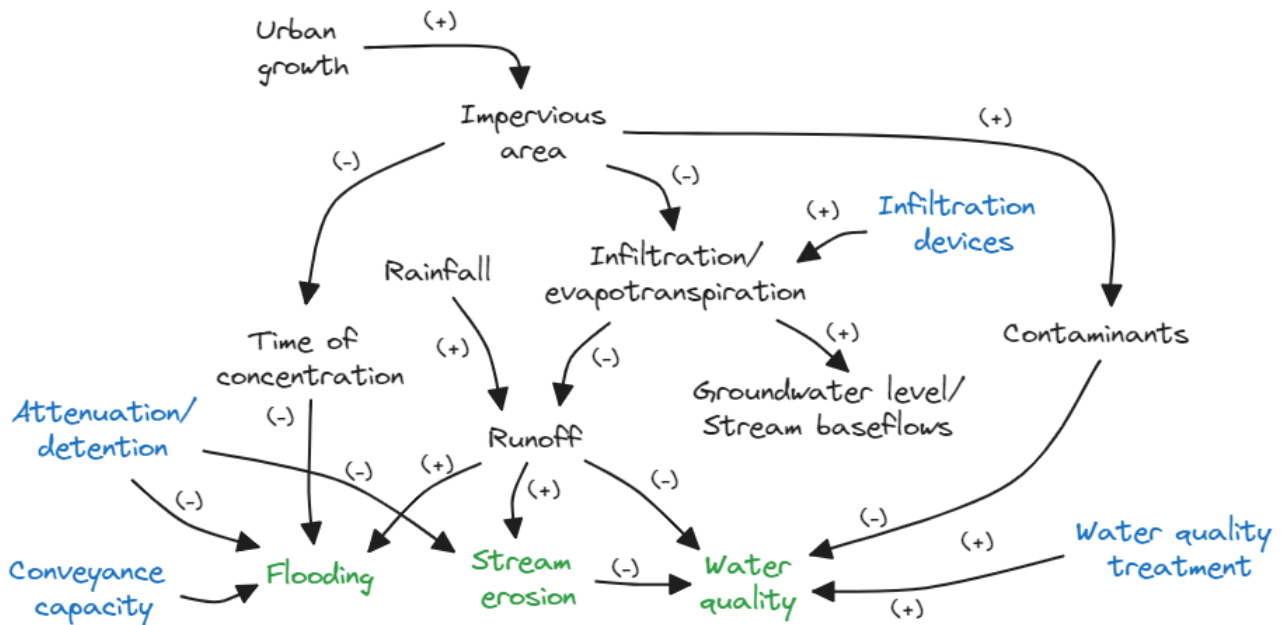 Urban
growth
(+)
Impervious
area
(+)
(-)
(-)
Infiltration
devices
(+)
Rainfall
Infiltration/
evapotranspiration
Time of
concentration
(+)
(-)
(+)
Contaminants
Groundwater level/
Stream baseflows
Attenuation/
detention
(-)
Runoff
(-)
(-)
(+)
(+)
(-)
(-)
Conveyance
capacity
Flooding
Stream
erosion
(-)
Water
quality
(+)
(+)
Water quality
treatment